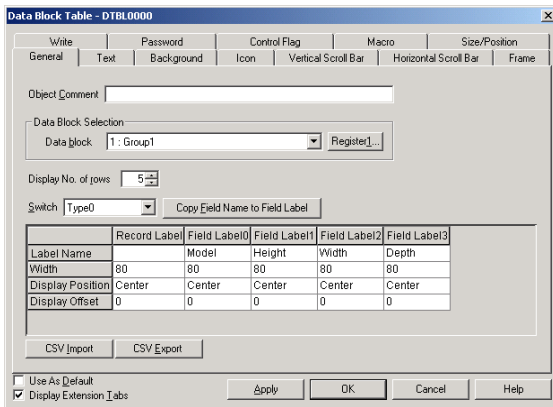 Data Block Table - DTBL0000
Write Password Control Flag Macro Size/Position
General Text Background Icon Vertical Scroll Bar Horizontal Scroll Bar Frame
Object Comment
Data Block Selection
Data block 1 : Group1 Register1...
Display No. of rows 5
Switch Type0 Copy Field Name to Field Label
Record Label Field Label0 Field Label1 Field Label2 Field Label3
Label Name Model Height Width Depth
Width 80 80 80 80 80
Display Position Center Center Center Center Center
Display Offset 0 0 0 0 0
CSV Import CSV Export
Use As Default
Display Extension Tabs Apply OK Cancel Help